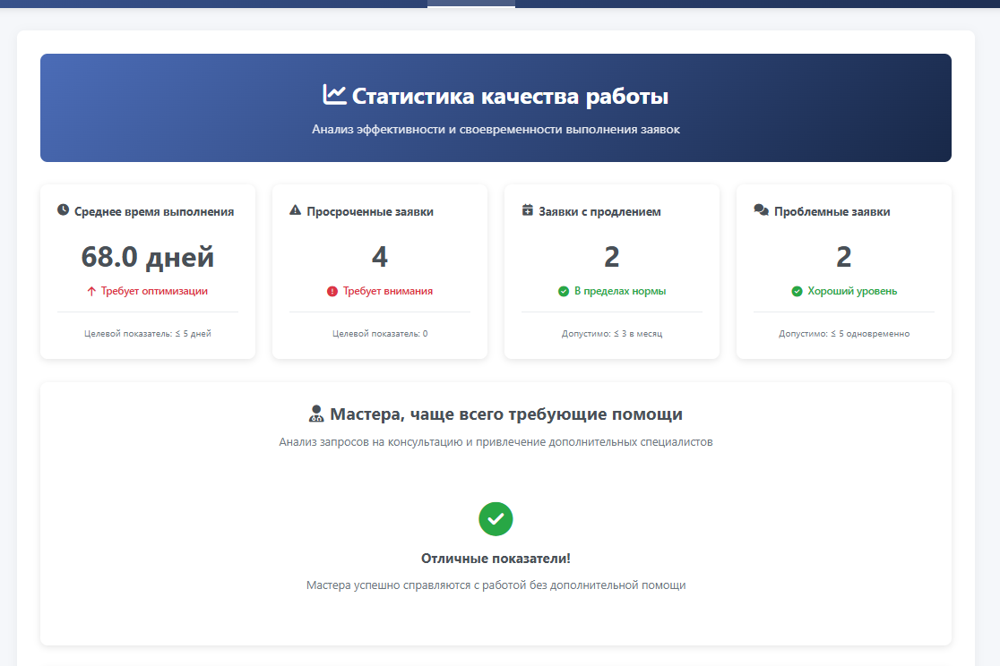 Статистика качества работы
Анализ эффективности и своевременности выполнения заявок
Среднее время выполнения
68.0 дней
Требует оптимизации
Целевой показатель: ≤ 5 дней
Просроченные заявки
4
Требует внимания
Целевой показатель: 0
Заявки с продлением
2
В пределах нормы
Допустимо: ≤ 3 в месяц
Проблемные заявки
2
Хороший уровень
Допустимо: ≤ 5 одновременно
Мастера, чаще всего требующие помощи
Анализ запросов на консультацию и привлечение дополнительных специалистов
Отличные показатели!
Мастера успешно справляются с работой без дополнительной помощи